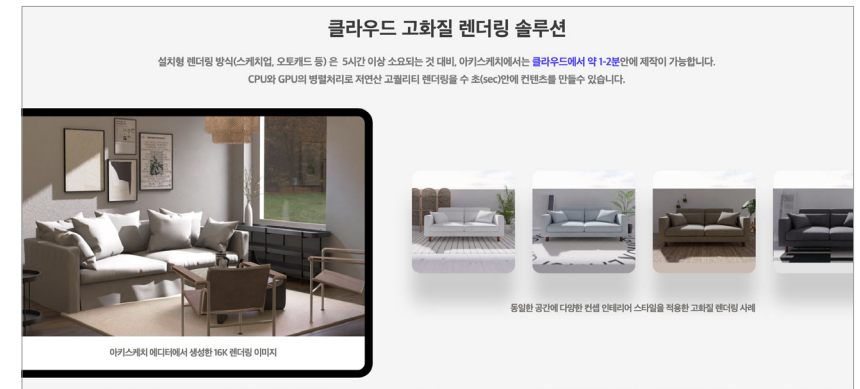 클라우드 고화질 렌더링 솔루션
설치형 렌더링 방식(스케치업, 오토캐드 등) 은 5시간 이상 소요되는 것 대비, 아키스케치에서는 클라우드에서 약 1-2분안에 제작이 가능합니다.
CPU와 GPU의 병렬처리로 저연산 고퀄리티 렌더링을 수 초(sec)안에 컨텐츠를 만들수 있습니다.
동일한 공간에 다양한 컨셉 인테리어 스타일을 적용한 고화질 렌더링 사례
아키스케치 에디터에서 생성한 16K 렌더링 이미지